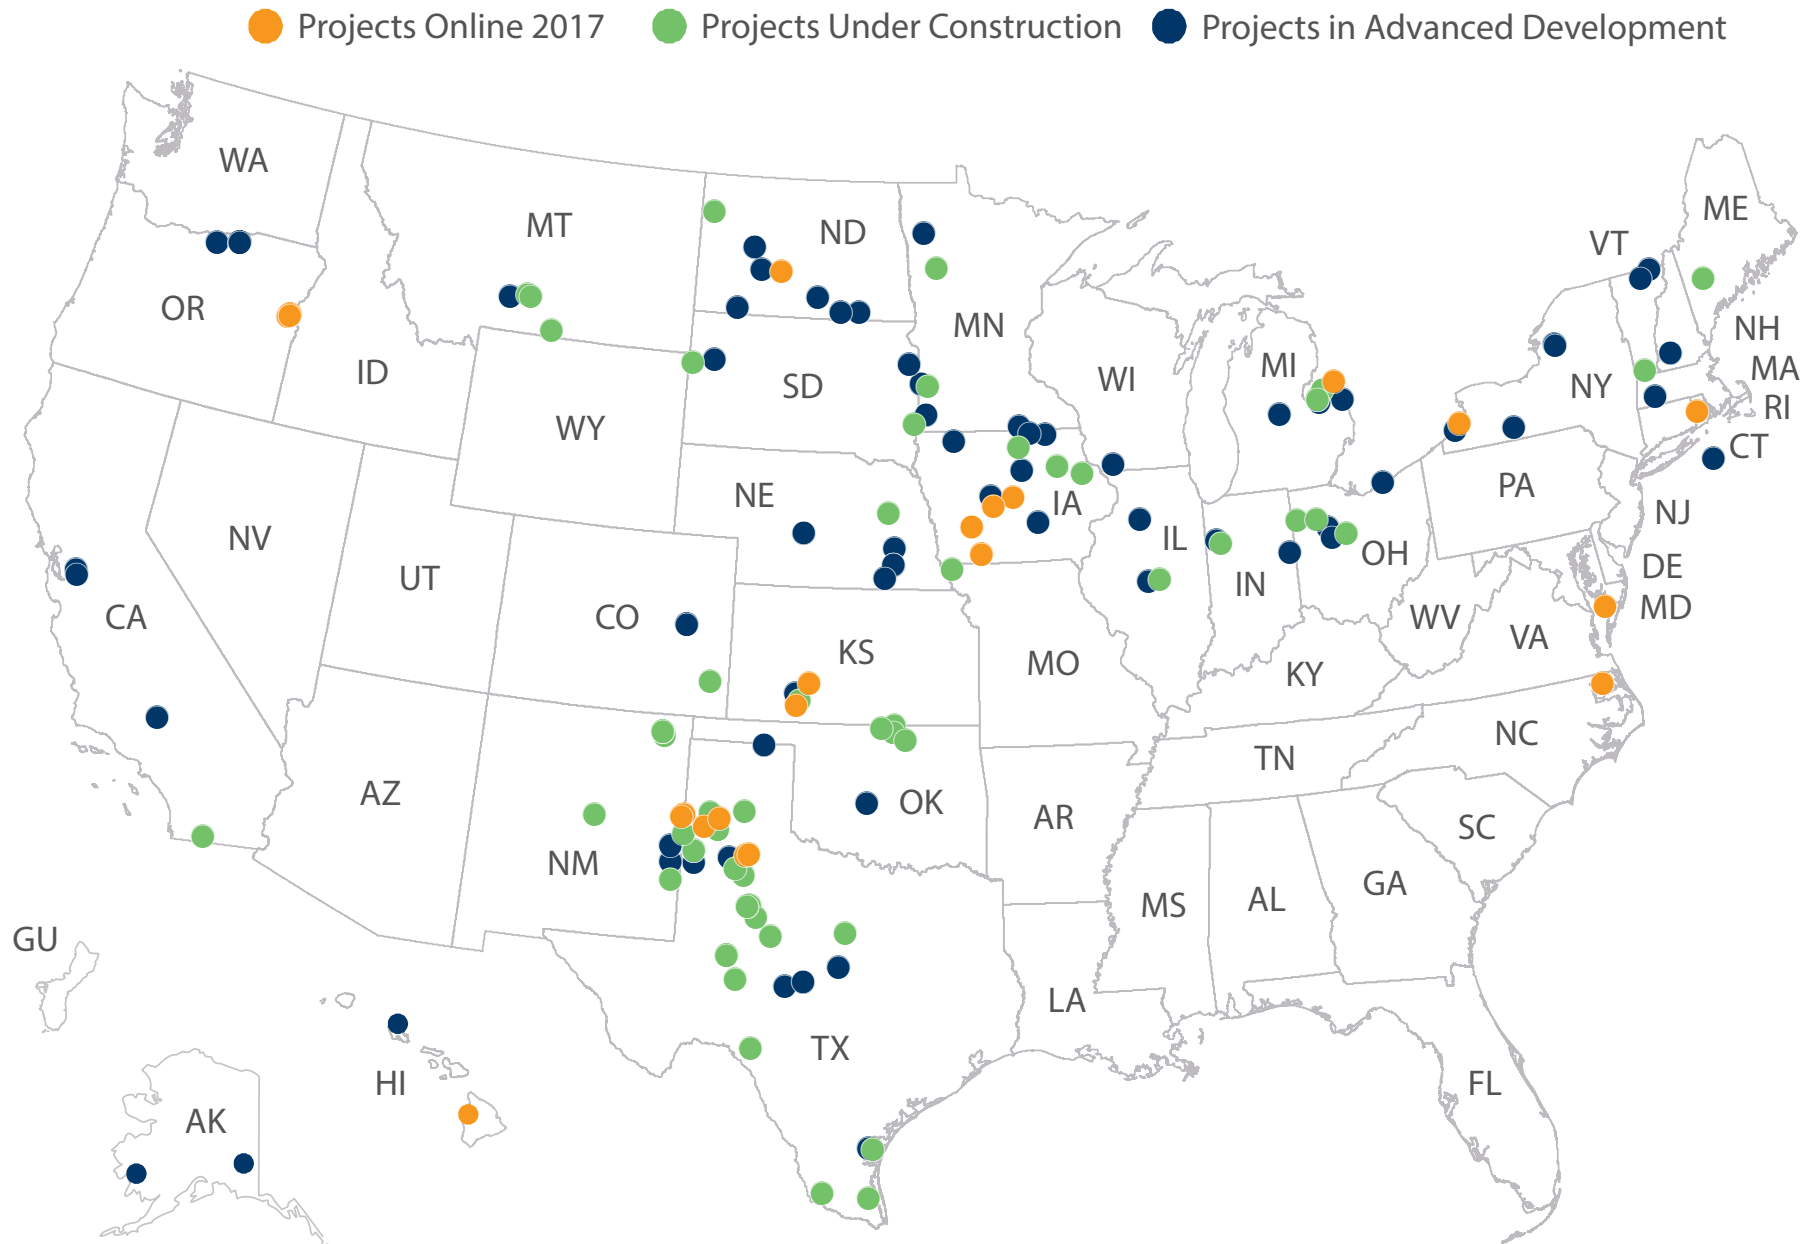 Projects Online 2017 Projects Under Construction Projects in Advanced Development
WA
ME
MT
ND
VT
OR
MN
NH
ID
MI
MA
WI
SD
NY
RI
WY
CT
NE
IA
PA
NJ
NV
IL
OH
UT
IN
DE
CA
CO
MD
WV
VA
KS
MO
KY
NC
TN
AZ
OK
AR
SC
NM
GA
MS
AL
GU
LA
TX
HI
FL
AK